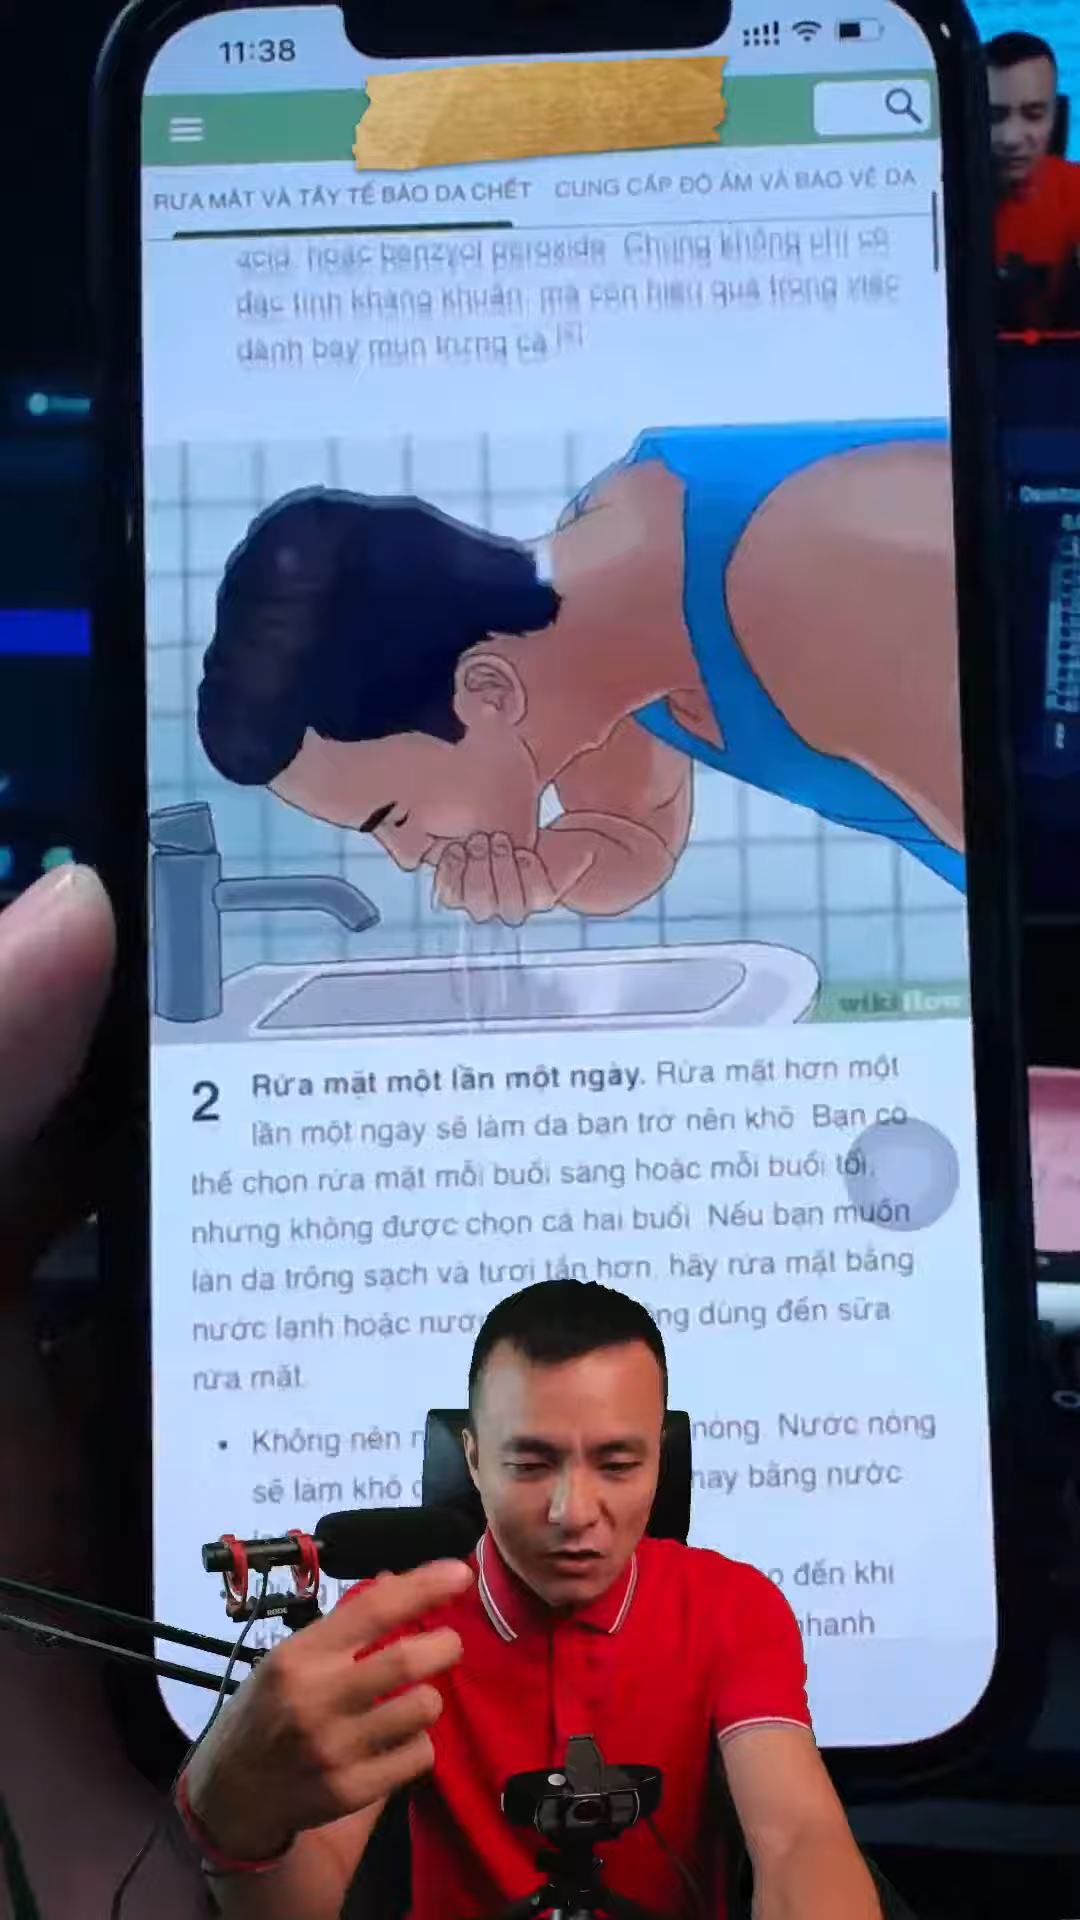 11:38
RỬA MẶT VÀ TẨY TẾ BÀO DA CHẾT CUNG CẤP ĐỘ ẨM VÀ BẢO VỆ DA
acid, hoặc benzyol peroxide. Chúng không chỉ có
đặc tính kháng khuẩn, mà còn hiệu quả trong việc
đánh bay mụn trứng cá
wikiHow
2 Rửa mặt một lần một ngày. Rửa mặt hơn một
lần một ngày sẽ làm da bạn trở nên khô. Bạn có
thể chọn rửa mặt mỗi buổi sáng hoặc mỗi buổi tối,
nhưng không được chọn cả hai buổi. Nếu bạn muốn
làn da trông sạch và tươi tắn hơn, hãy rửa mặt bằng
nước lạnh hoặc dùng đến sữa
rửa mặt.
• Không nên nóng. Nước nóng
sẽ làm khô bằng nước
đến khi
nhanh
RODE